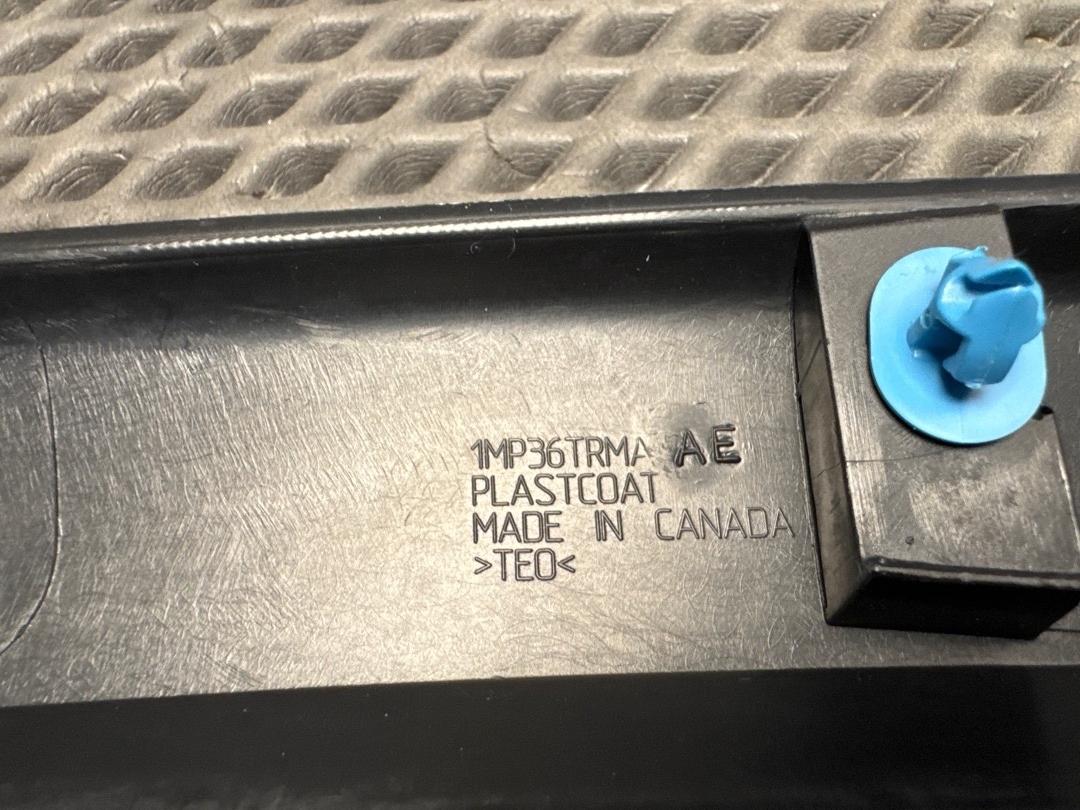 1MP36TRMA AE
PLASTCOAT
MADE IN CANADA
>TEO<